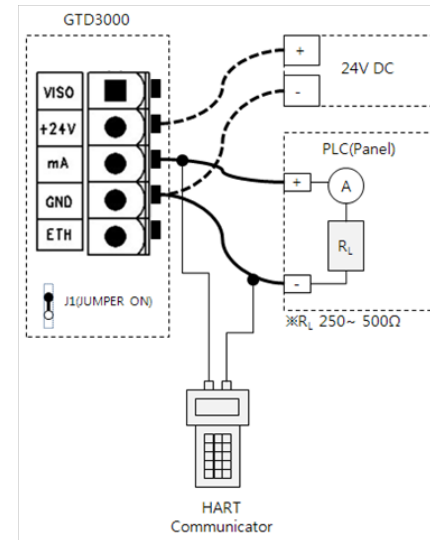 GTD3000
VISO
+24V
mA
GND
ETH
J1(JUMPER ON)
+
24V DC
-
PLC(Panel)
+
A
RL
-
※RL 250~ 500Ω
HART
Communicator